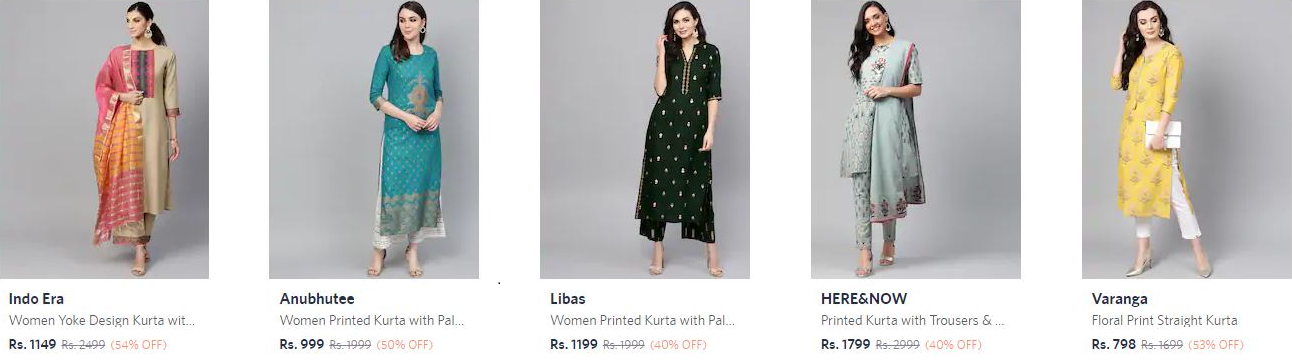 Indo Era
Women Yoke Design Kurta wit...
Rs. 1149 Rs. 2499 (54% OFF)
Anubhutee
Women Printed Kurta with Pal...
Rs. 999 Rs. 1999 (50% OFF)
Libas
Women Printed Kurta with Pal...
Rs. 1199 Rs. 1999 (40% OFF)
HERE&NOW
Printed Kurta with Trousers & ...
Rs. 1799 Rs. 2999 (40% OFF)
Varanga
Floral Print Straight Kurta
Rs. 798 Rs. 1699 (53% OFF)